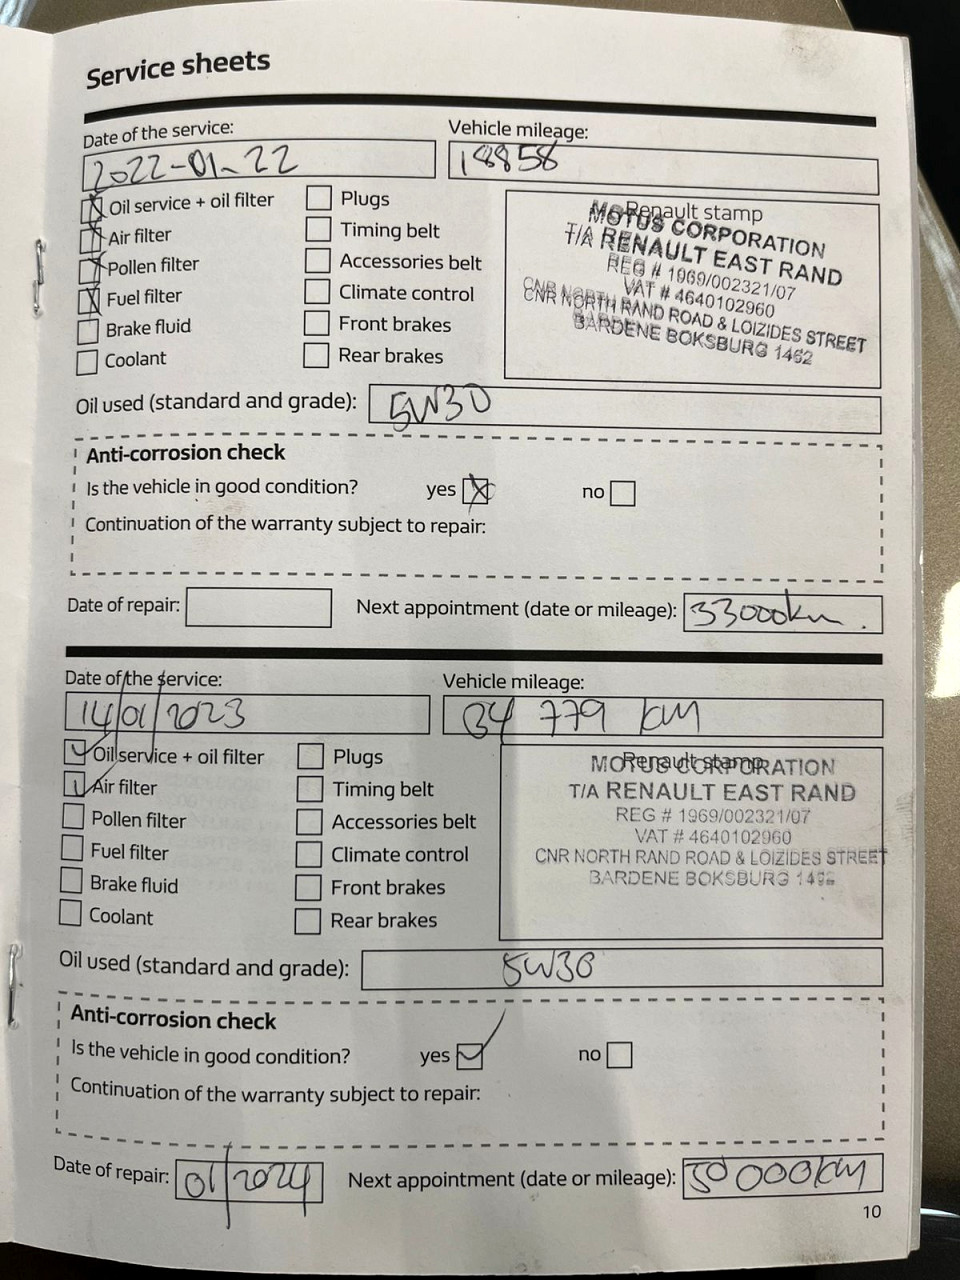 Service sheets
Date of the service: Vehicle mileage:
2022-01-22 18858
Oil service + oil filter Plugs Renault stamp
Air filter Timing belt MOTUS CORPORATION
Pollen filter Accessories belt T/A RENAULT EAST RAND
Fuel filter Climate control REG # 1969/002321/07
Brake fluid Front brakes VAT # 4640102960
Coolant Rear brakes CNR NORTH RAND ROAD & LOIZIDES STREET
BARDENE BOKSBURG 1462
Oil used (standard and grade): 5W30
Anti-corrosion check
Is the vehicle in good condition? yes no
Continuation of the warranty subject to repair:
Date of repair: Next appointment (date or mileage): 33000km.
Date of the service: Vehicle mileage:
14/01/2023 34 779 km
Oil service + oil filter Plugs Renault stamp
Air filter Timing belt MOTUS CORPORATION
Pollen filter Accessories belt T/A RENAULT EAST RAND
Fuel filter Climate control REG # 1969/002321/07
Brake fluid Front brakes VAT # 4640102960
Coolant Rear brakes CNR NORTH RAND ROAD & LOIZIDES STREET
BARDENE BOKSBURG
Oil used (standard and grade): 5W30
Anti-corrosion check
Is the vehicle in good condition? yes no
Continuation of the warranty subject to repair:
Date of repair: 01/2024 Next appointment (date or mileage): 50 000km
10